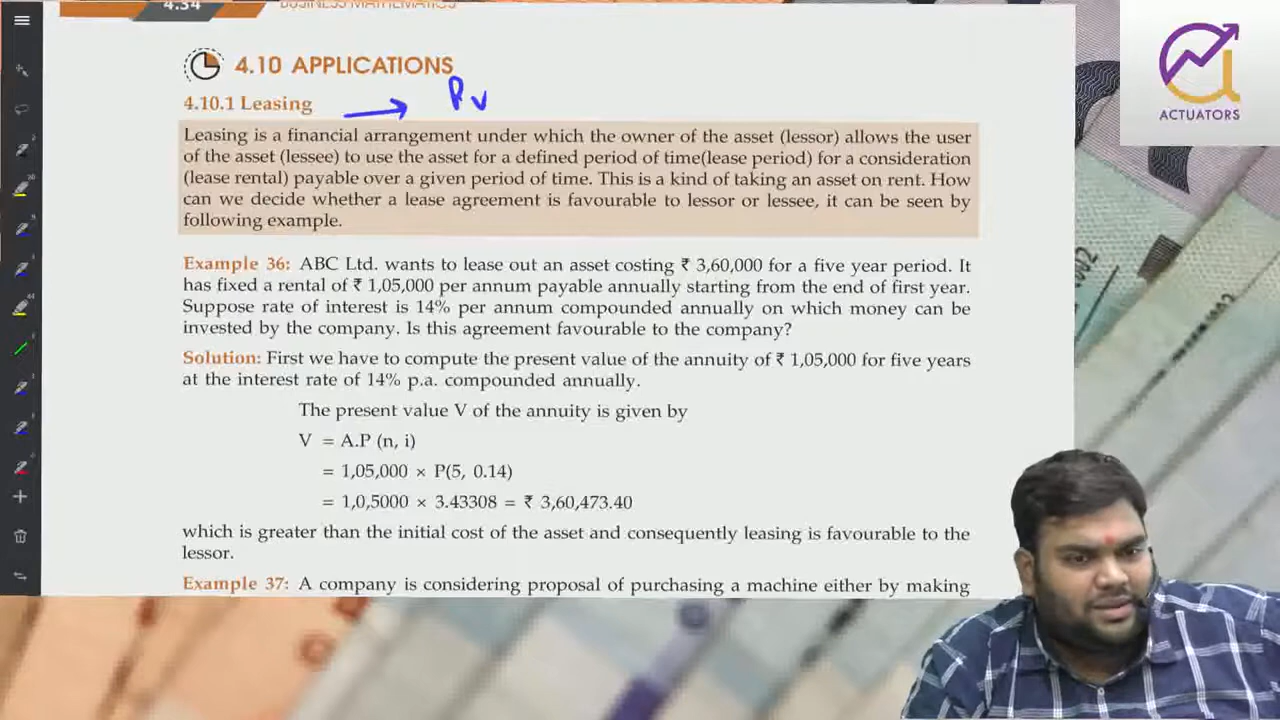 4.34 BUSINESS MATHEMATICS
4.10 APPLICATIONS
4.10.1 Leasing → PV
Leasing is a financial arrangement under which the owner of the asset (lessor) allows the user
of the asset (lessee) to use the asset for a defined period of time(lease period) for a consideration
(lease rental) payable over a given period of time. This is a kind of taking an asset on rent. How
can we decide whether a lease agreement is favourable to lessor or lessee, it can be seen by
following example.
Example 36: ABC Ltd. wants to lease out an asset costing ₹ 3,60,000 for a five year period. It
has fixed a rental of ₹ 1,05,000 per annum payable annually starting from the end of first year.
Suppose rate of interest is 14% per annum compounded annually on which money can be
invested by the company. Is this agreement favourable to the company?
Solution: First we have to compute the present value of the annuity of ₹ 1,05,000 for five years
at the interest rate of 14% p.a. compounded annually.
The present value V of the annuity is given by
V = A.P (n, i)
= 1,05,000 × P(5, 0.14)
= 1,0,5000 × 3.43308 = ₹ 3,60,473.40
which is greater than the initial cost of the asset and consequently leasing is favourable to the
lessor.
Example 37: A company is considering proposal of purchasing a machine either by making
ACTUATORS